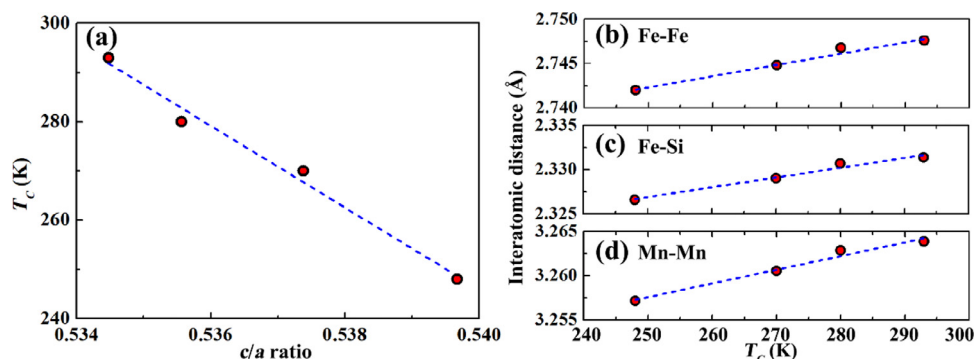 (a)
300
280
260
240
T_C (K)
0.534 0.536 0.538 0.540
c/a ratio
(b) Fe-Fe
2.750
2.745
2.740
(c) Fe-Si
2.335
2.330
2.325
(d) Mn-Mn
3.265
3.260
3.255
Interatomic distance (Å)
240 250 260 270 280 290 300
T_C (K)